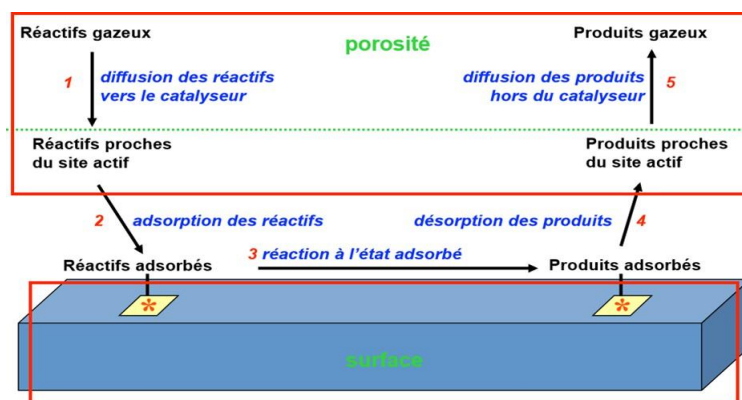 Réactifs gazeux
porosité
Produits gazeux
1
diffusion des réactifs
vers le catalyseur
diffusion des produits
hors du catalyseur
5
Réactifs proches
du site actif
Produits proches
du site actif
2
adsorption des réactifs
désorption des produits
4
3 réaction à l'état adsorbé
Réactifs adsorbés
Produits adsorbés
*
*
surface